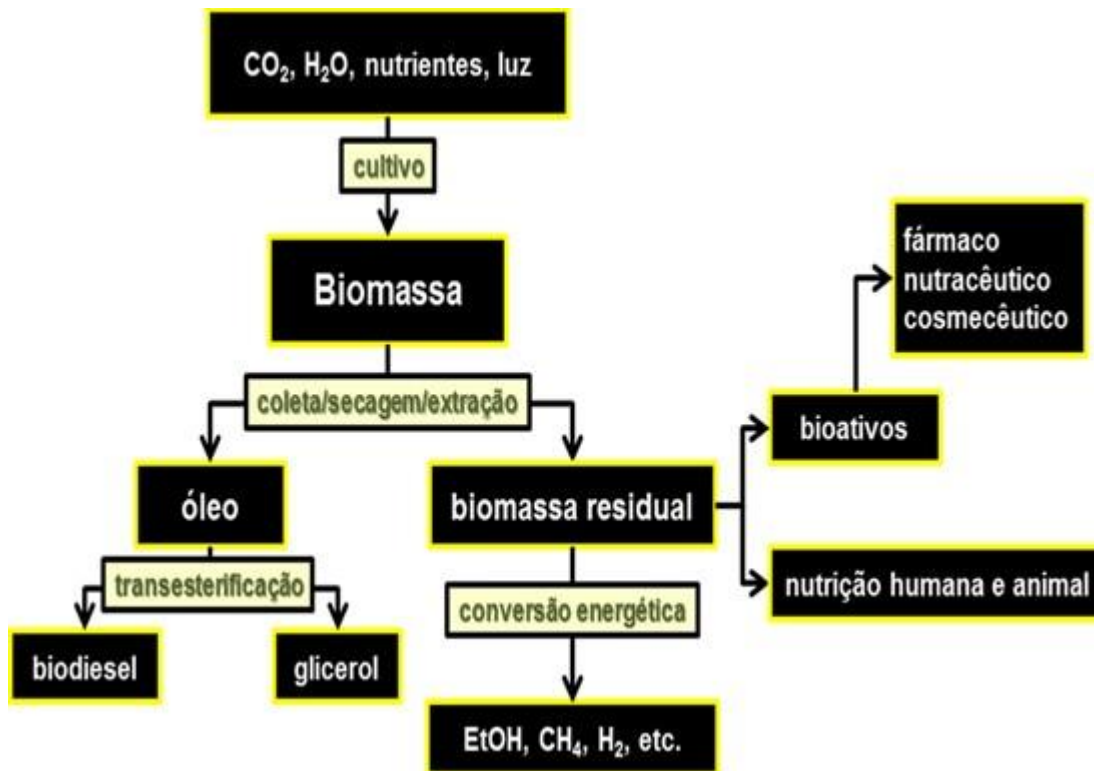 CO₂, H₂O, nutrientes, luz
cultivo
Biomassa
coleta/secagem/extração
óleo
transesterificação
biodiesel
glicerol
biomassa residual
conversão energética
EtOH, CH₄, H₂, etc.
bioativos
fármaco
nutracêutico
cosmecêutico
nutrição humana e animal